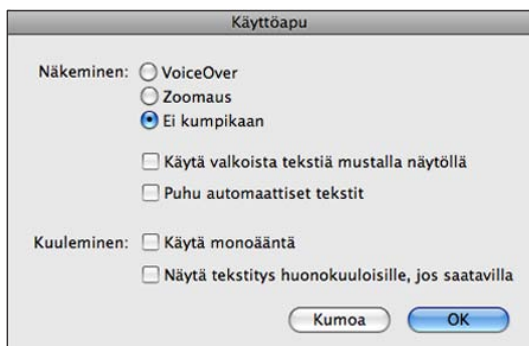 Käyttöapu
Näkeminen: VoiceOver
Zoomaus
Ei kumpikaan
Käytä valkoista tekstiä mustalla näytöllä
Puhu automaattiset tekstit
Kuuleminen: Käytä monoääntä
Näytä tekstitys huonokuuloisille, jos saatavilla
Kumoa OK